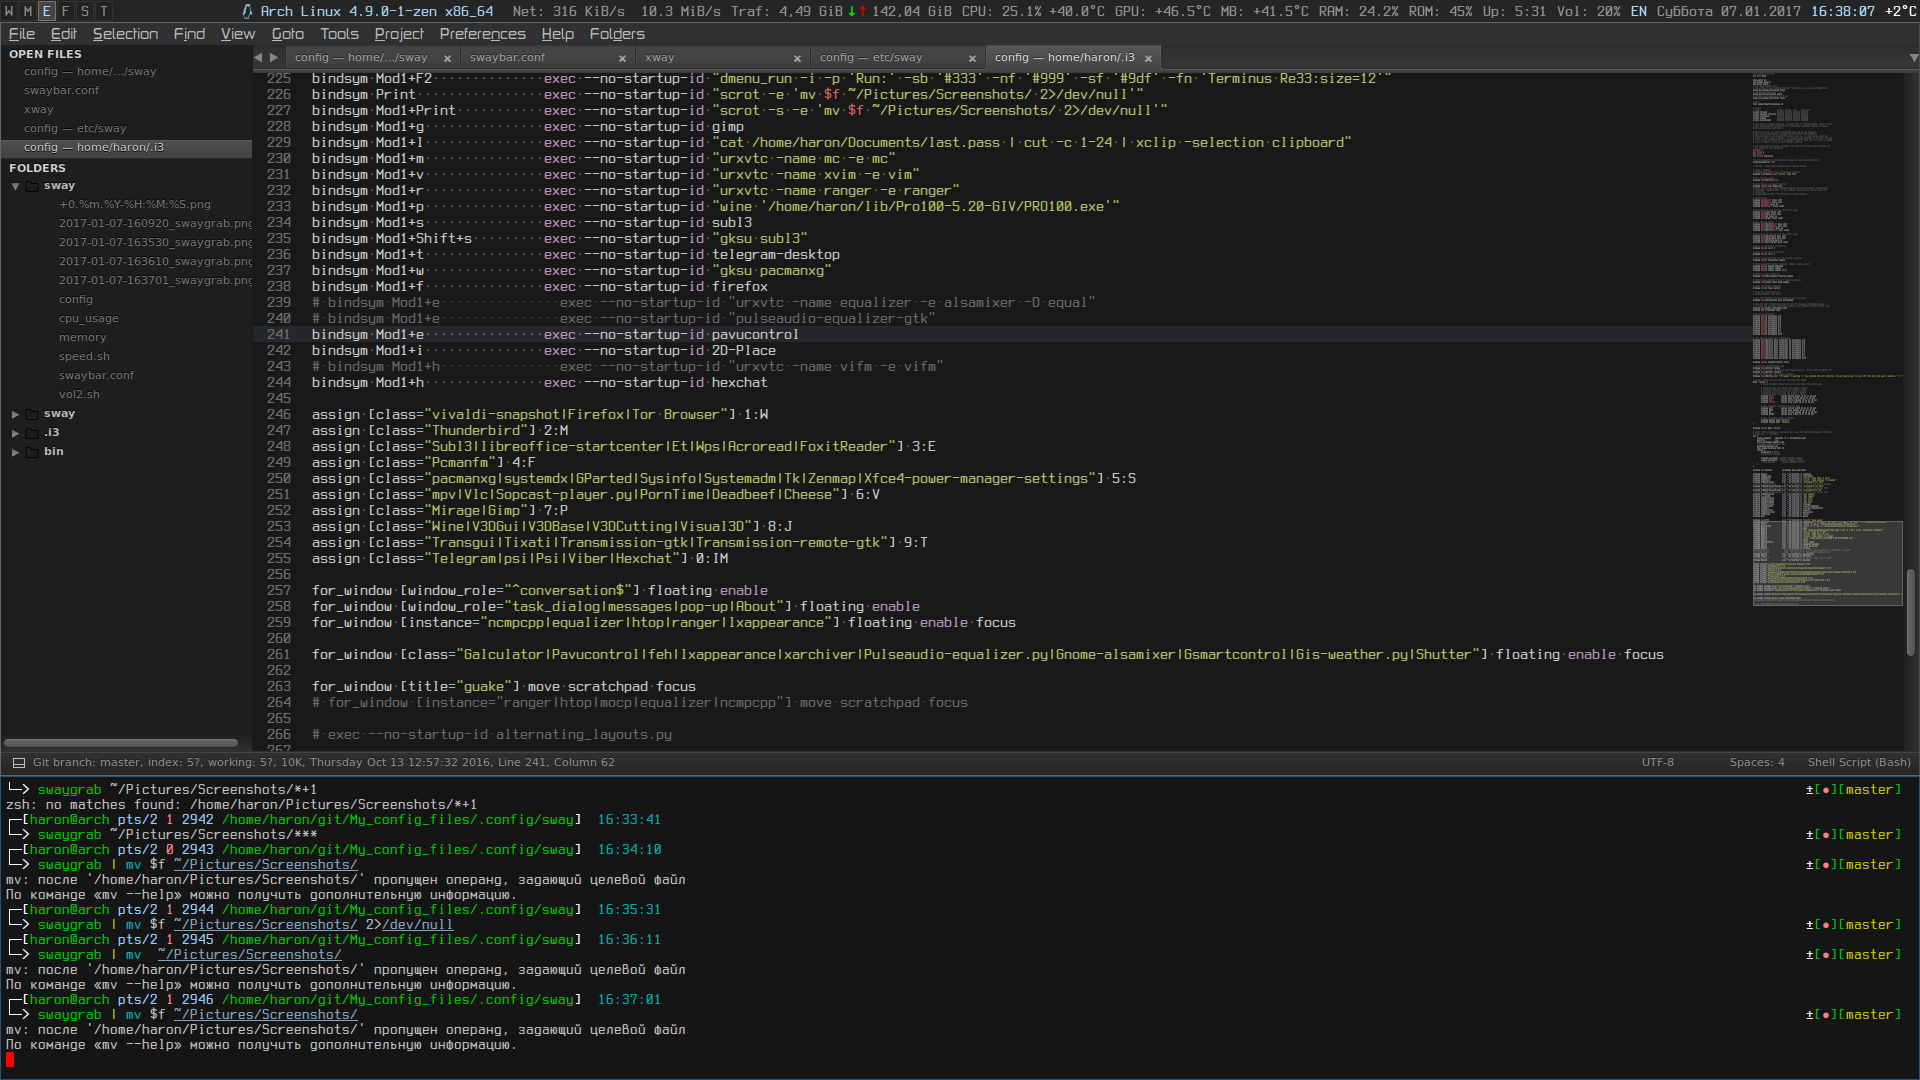 W M E F S T Arch Linux 4.9.0-1-zen x86_64 Net: 316 KiB/s 10.3 MiB/s Traf: 4,49 GiB↓↑ 142,04 GiB CPU: 25.1% +40.0°C GPU: +46.5°C MB: +41.5°C RAM: 24.2% ROM: 45% Up: 5:31 Vol: 20% EN Суббота 07.01.2017 16:38:07 +2°C
File Edit Selection Find View Goto Tools Project Preferences Help Folders
OPEN FILES
config — home/.../sway
swaybar.conf
xway
config — etc/sway
config — home/haron/.i3
FOLDERS
sway
+0.%m.%Y-%H:%M:%S.png
2017-01-07-160920_swaygrab.png
2017-01-07-163530_swaygrab.png
2017-01-07-163610_swaygrab.png
2017-01-07-163701_swaygrab.png
config
cpu_usage
memory
speed.sh
swaybar.conf
vol2.sh
sway
.i3
bin
config — home/.../sway × swaybar.conf × xway × config — etc/sway × config — home/haron/.i3 ×
225 bindsym Mod1+F2 exec --no-startup-id "dmenu_run -i -p 'Run:' -sb '#333' -nf '#999' -sf '#9df' -fn 'Terminus Re33:size=12'"
226 bindsym Print exec --no-startup-id "scrot -e 'mv $f ~/Pictures/Screenshots/ 2>/dev/null'"
227 bindsym Mod1+Print exec --no-startup-id "scrot -s -e 'mv $f ~/Pictures/Screenshots/ 2>/dev/null'"
228 bindsym Mod1+g exec --no-startup-id gimp
229 bindsym Mod1+l exec --no-startup-id "cat /home/haron/Documents/last.pass | cut -c 1-24 | xclip -selection clipboard"
230 bindsym Mod1+m exec --no-startup-id "urxvtc -name mc -e mc"
231 bindsym Mod1+v exec --no-startup-id "urxvtc -name xvim -e vim"
232 bindsym Mod1+r exec --no-startup-id "urxvtc -name ranger -e ranger"
233 bindsym Mod1+p exec --no-startup-id "wine '/home/haron/lib/Pro100-5.20-GIV/PRO100.exe'"
234 bindsym Mod1+s exec --no-startup-id subl3
235 bindsym Mod1+Shift+s exec --no-startup-id "gksu subl3"
236 bindsym Mod1+t exec --no-startup-id telegram-desktop
237 bindsym Mod1+w exec --no-startup-id "gksu pacmanxg"
238 bindsym Mod1+f exec --no-startup-id firefox
239 # bindsym Mod1+e exec --no-startup-id "urxvtc -name equalizer -e alsamixer -D equal"
240 # bindsym Mod1+e exec --no-startup-id "pulseaudio-equalizer-gtk"
241 bindsym Mod1+e exec --no-startup-id pavucontrol
242 bindsym Mod1+i exec --no-startup-id 2D-Place
243 # bindsym Mod1+h exec --no-startup-id "urxvtc -name vifm -e vifm"
244 bindsym Mod1+h exec --no-startup-id hexchat
245
246 assign [class="vivaldi-snapshot|Firefox|Tor Browser"] 1:W
247 assign [class="Thunderbird"] 2:M
248 assign [class="Subl3|libreoffice-startcenter|Et|Wps|Acroread|FoxitReader"] 3:E
249 assign [class="Pcmanfm"] 4:F
250 assign [class="pacmanxg|systemdx|GParted|Sysinfo|Systemadm|Tk|Zenmap|Xfce4-power-manager-settings"] 5:S
251 assign [class="mpv|Vlc|Sopcast-player.py|PornTime|Deadbeef|Cheese"] 6:V
252 assign [class="Mirage|Gimp"] 7:P
253 assign [class="Wine|V3DGui|V3DBase|V3DCutting|Visual3D"] 8:J
254 assign [class="Transgui|Tixati|Transmission-gtk|Transmission-remote-gtk"] 9:T
255 assign [class="Telegram|psi|Psi|Viber|Hexchat"] 0:IM
256
257 for_window [window_role="^conversation$"] floating enable
258 for_window [window_role="task_dialog|messages|pop-up|About"] floating enable
259 for_window [instance="ncmpcpp|equalizer|htop|ranger|lxappearance"] floating enable focus
260
261 for_window [class="Galculator|Pavucontrol|feh|lxappearance|xarchiver|Pulseaudio-equalizer.py|Gnome-alsamixer|Gsmartcontrol|Gis-weather.py|Shutter"] floating enable focus
262
263 for_window [title="guake"] move scratchpad focus
264 # for_window [instance="ranger|htop|mocp|equalizer|ncmpcpp"] move scratchpad focus
265
266 # exec --no-startup-id alternating_layouts.py
267
Git branch: master, index: 5?, working: 5?, 10K, Thursday Oct 13 12:57:32 2016, Line 241, Column 62 UTF-8 Spaces: 4 Shell Script (Bash)
└─> swaygrab ~/Pictures/Screenshots/*+1 ±[●][master]
zsh: no matches found: /home/haron/Pictures/Screenshots/*+1
┌─[haron@arch pts/2 1 2942 /home/haron/git/My_config_files/.config/sway] 16:33:41
└─> swaygrab ~/Pictures/Screenshots/*** ±[●][master]
┌─[haron@arch pts/2 0 2943 /home/haron/git/My_config_files/.config/sway] 16:34:10
└─> swaygrab | mv $f ~/Pictures/Screenshots/ ±[●][master]
mv: после '/home/haron/Pictures/Screenshots/' пропущен операнд, задающий целевой файл
По команде «mv --help» можно получить дополнительную информацию.
┌─[haron@arch pts/2 1 2944 /home/haron/git/My_config_files/.config/sway] 16:35:31
└─> swaygrab | mv $f ~/Pictures/Screenshots/ 2>/dev/null ±[●][master]
┌─[haron@arch pts/2 1 2945 /home/haron/git/My_config_files/.config/sway] 16:36:11
└─> swaygrab | mv ~/Pictures/Screenshots/ ±[●][master]
mv: после '/home/haron/Pictures/Screenshots/' пропущен операнд, задающий целевой файл
По команде «mv --help» можно получить дополнительную информацию.
┌─[haron@arch pts/2 1 2946 /home/haron/git/My_config_files/.config/sway] 16:37:01
└─> swaygrab | mv $f ~/Pictures/Screenshots/ ±[●][master]
mv: после '/home/haron/Pictures/Screenshots/' пропущен операнд, задающий целевой файл
По команде «mv --help» можно получить дополнительную информацию.